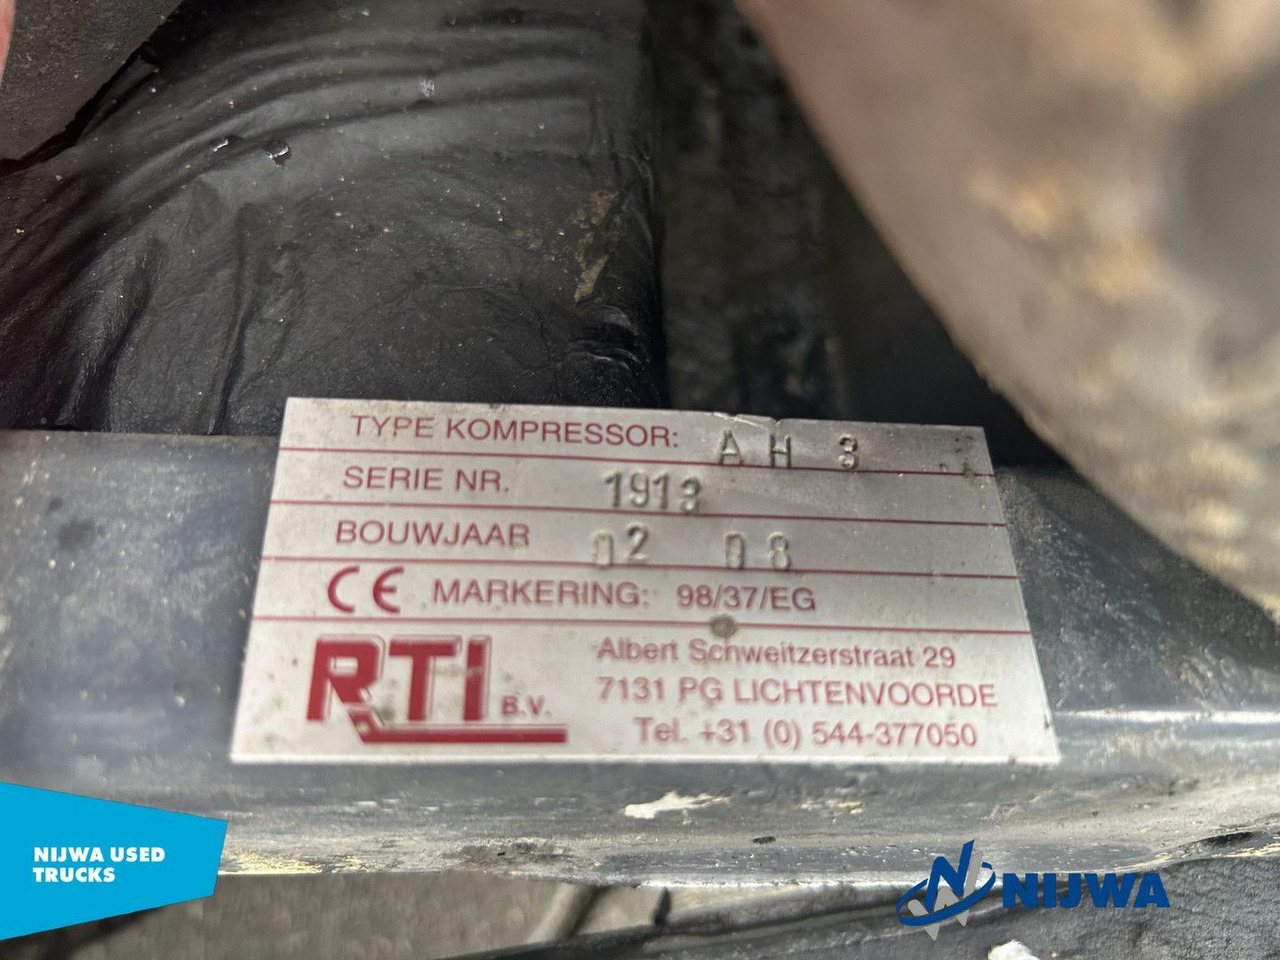 TYPE KOMPRESSOR: AH 3
SERIE NR. 1913
BOUWJAAR 02 08
CE MARKERING: 98/37/EG
RTI B.V.
Albert Schweitzerstraat 29
7131 PG LICHTENVOORDE
Tel. +31 (0) 544-377050
NIJWA USED
TRUCKS
NIJWA